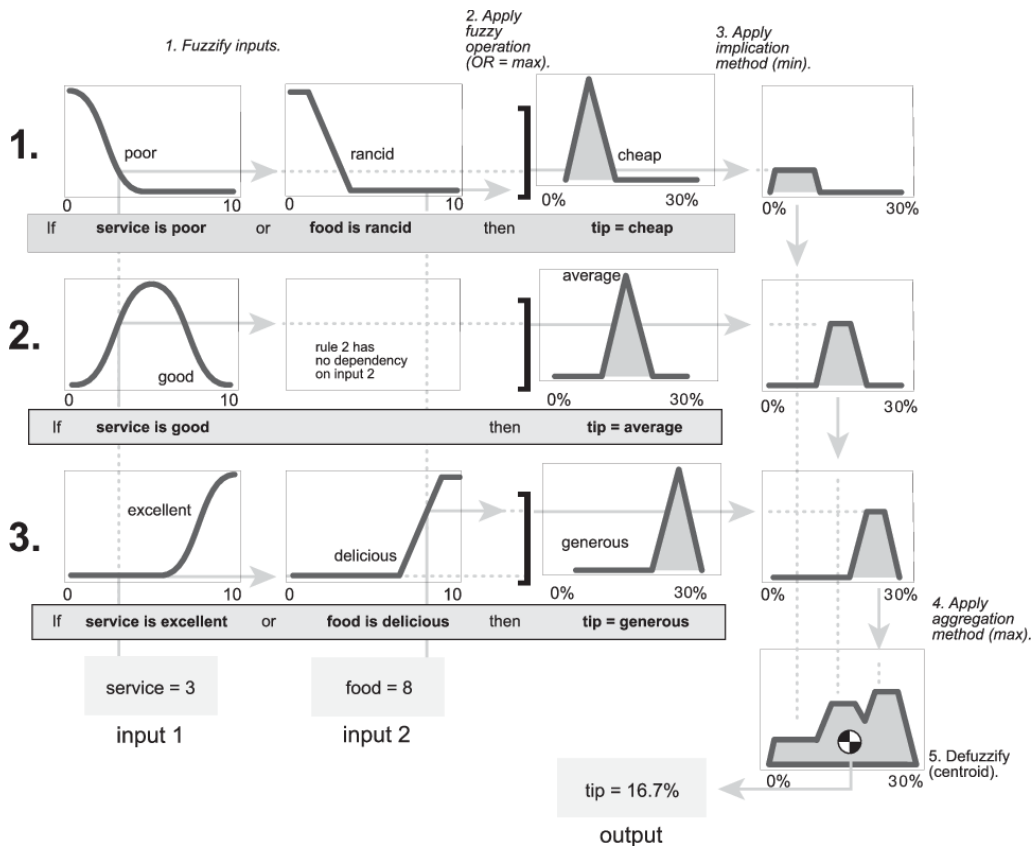 1. Fuzzify inputs.
2. Apply
fuzzy
operation
(OR = max).
3. Apply
implication
method (min).
1.
poor
0 10
rancid
0 10
cheap
0% 30%
0% 30%
If service is poor or food is rancid then tip = cheap
2.
good
0 10
rule 2 has
no dependency
on input 2
average
0% 30%
0% 30%
If service is good then tip = average
3.
excellent
0 10
delicious
0 10
generous
0% 30%
0% 30%
If service is excellent or food is delicious then tip = generous
4. Apply
aggregation
method (max).
service = 3
input 1
food = 8
input 2
0% 30%
5. Defuzzify
(centroid).
tip = 16.7%
output